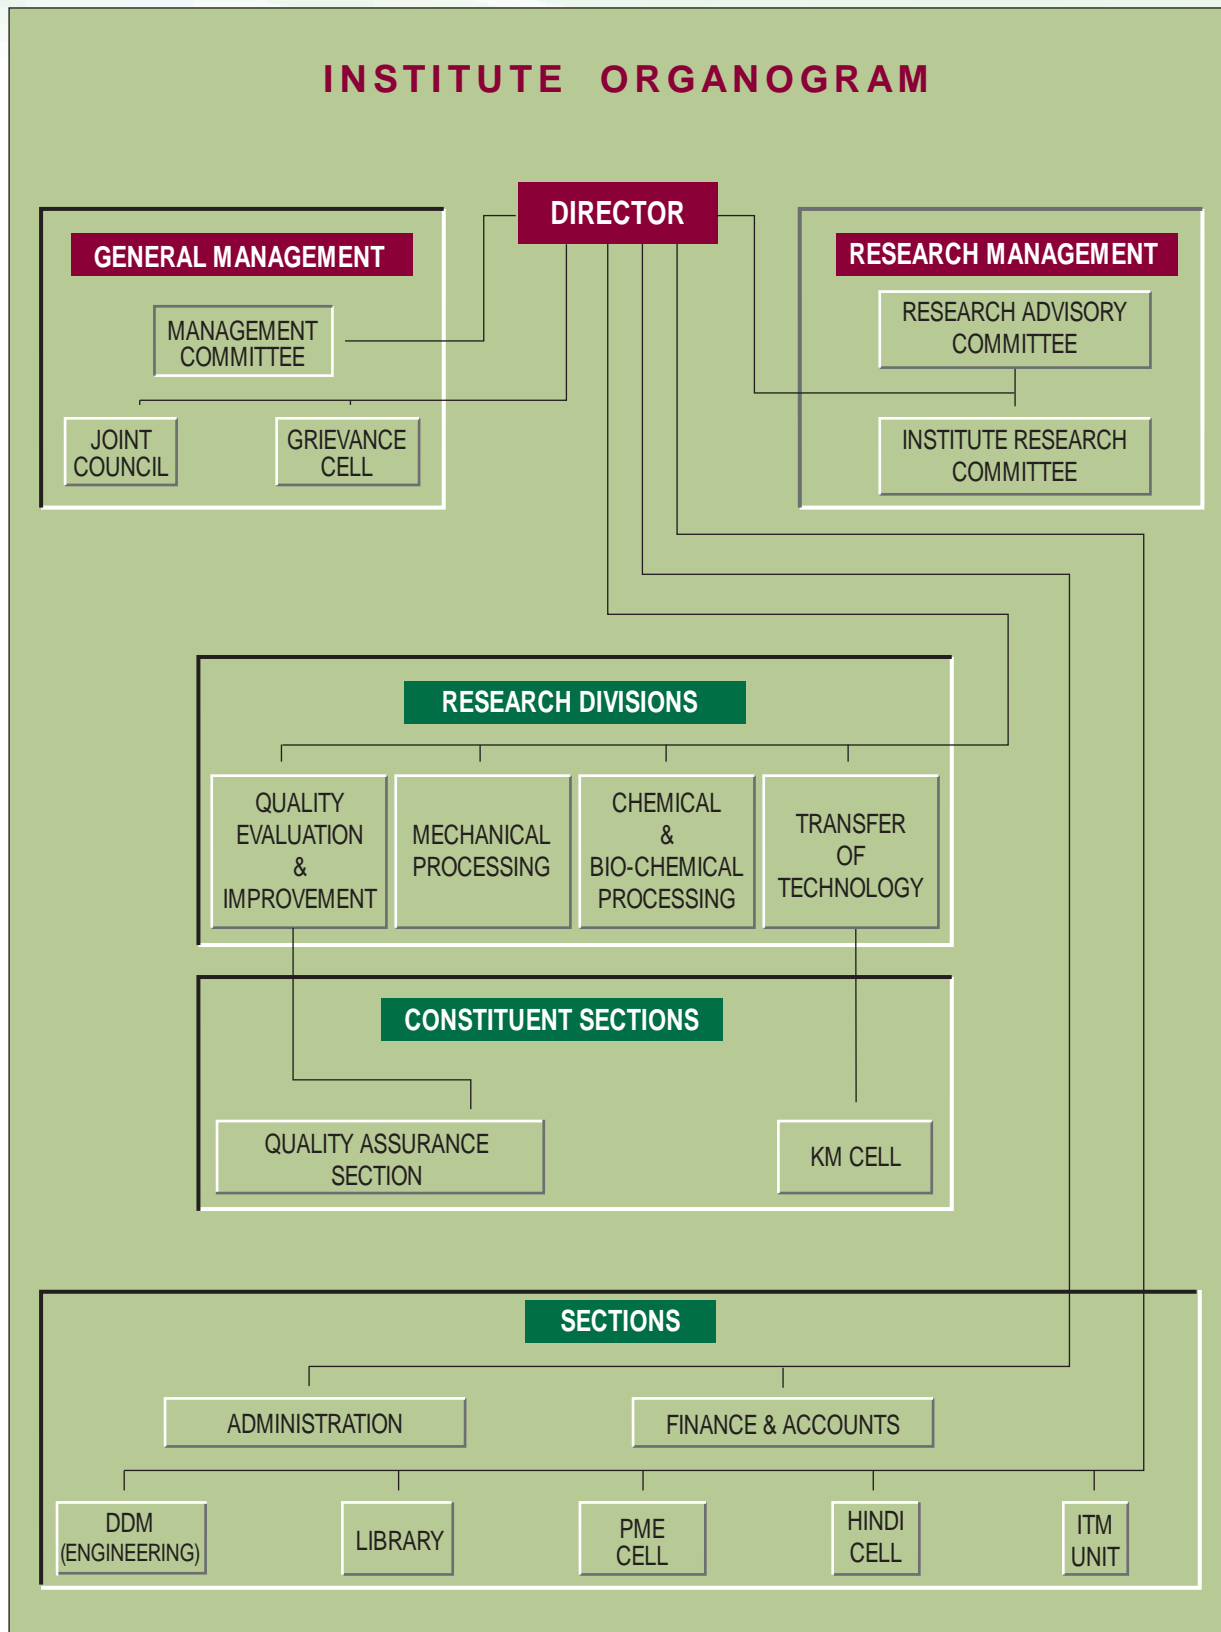 INSTITUTE ORGANOGRAM
DIRECTOR
GENERAL MANAGEMENT
MANAGEMENT
COMMITTEE
JOINT
COUNCIL
GRIEVANCE
CELL
RESEARCH MANAGEMENT
RESEARCH ADVISORY
COMMITTEE
INSTITUTE RESEARCH
COMMITTEE
RESEARCH DIVISIONS
QUALITY
EVALUATION
&
IMPROVEMENT
MECHANICAL
PROCESSING
CHEMICAL
&
BIO-CHEMICAL
PROCESSING
TRANSFER
OF
TECHNOLOGY
CONSTITUENT SECTIONS
QUALITY ASSURANCE
SECTION
KM CELL
SECTIONS
ADMINISTRATION
FINANCE & ACCOUNTS
DDM
(ENGINEERING)
LIBRARY
PME
CELL
HINDI
CELL
ITM
UNIT